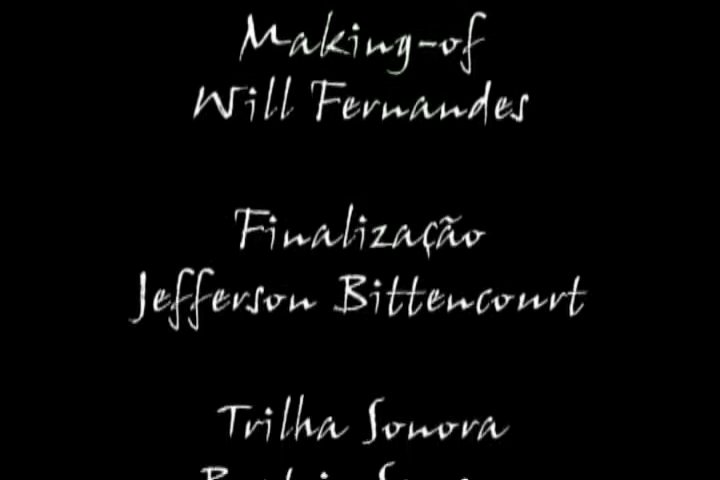 Making-of
Will Fernandes
Finalização
Jefferson Bittencourt
Trilha Sonora